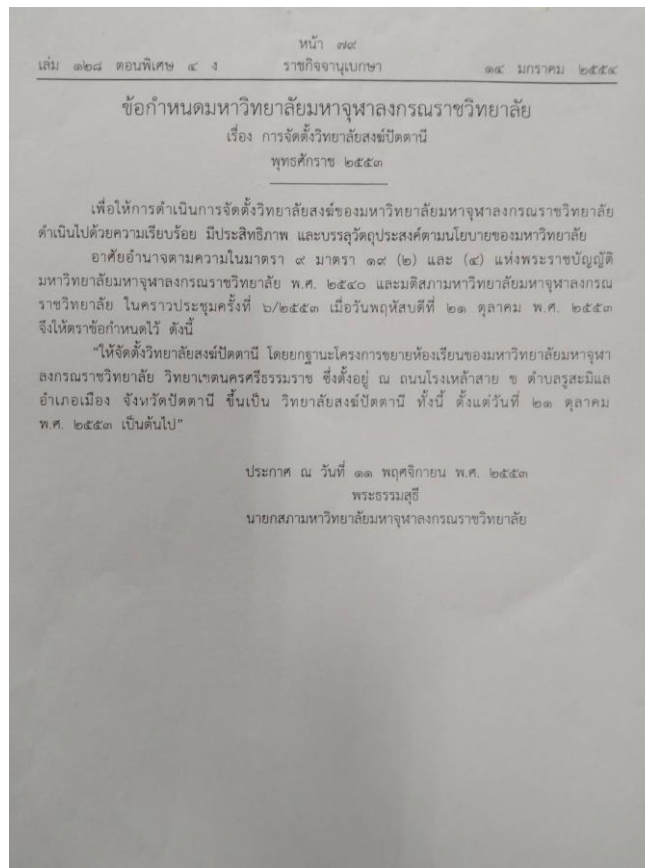 หน้า ๗๙
เล่ม ๑๒๘ ตอนพิเศษ ๔ ง ราชกิจจานุเบกษา ๑๔ มกราคม ๒๕๕๔
ข้อกำหนดมหาวิทยาลัยมหาจุฬาลงกรณราชวิทยาลัย
เรื่อง การจัดตั้งวิทยาลัยสงฆ์ปัตตานี
พุทธศักราช ๒๕๕๓
เพื่อให้การดำเนินการจัดตั้งวิทยาลัยสงฆ์ของมหาวิทยาลัยมหาจุฬาลงกรณราชวิทยาลัย
ดำเนินไปด้วยความเรียบร้อย มีประสิทธิภาพ และบรรลุวัตถุประสงค์ตามนโยบายของมหาวิทยาลัย
อาศัยอำนาจตามความในมาตรา ๙ มาตรา ๑๙ (๒) และ (๔) แห่งพระราชบัญญัติ
มหาวิทยาลัยมหาจุฬาลงกรณราชวิทยาลัย พ.ศ. ๒๕๔๐ และมติสภามหาวิทยาลัยมหาจุฬาลงกรณ
ราชวิทยาลัย ในคราวประชุมครั้งที่ ๖/๒๕๕๓ เมื่อวันพฤหัสบดีที่ ๒๑ ตุลาคม พ.ศ. ๒๕๕๓
จึงให้ตราข้อกำหนดไว้ ดังนี้
“ให้จัดตั้งวิทยาลัยสงฆ์ปัตตานี โดยยกฐานะโครงการขยายห้องเรียนของมหาวิทยาลัยมหาจุฬา
ลงกรณราชวิทยาลัย วิทยาเขตนครศรีธรรมราช ซึ่งตั้งอยู่ ณ ถนนโรงเหล้าสาย ข ตำบลรูสะมิแล
อำเภอเมือง จังหวัดปัตตานี ขึ้นเป็น วิทยาลัยสงฆ์ปัตตานี ทั้งนี้ ตั้งแต่วันที่ ๒๑ ตุลาคม
พ.ศ. ๒๕๕๓ เป็นต้นไป”
ประกาศ ณ วันที่ ๑๑ พฤศจิกายน พ.ศ. ๒๕๕๓
พระธรรมสุธี
นายกสภามหาวิทยาลัยมหาจุฬาลงกรณราชวิทยาลัย